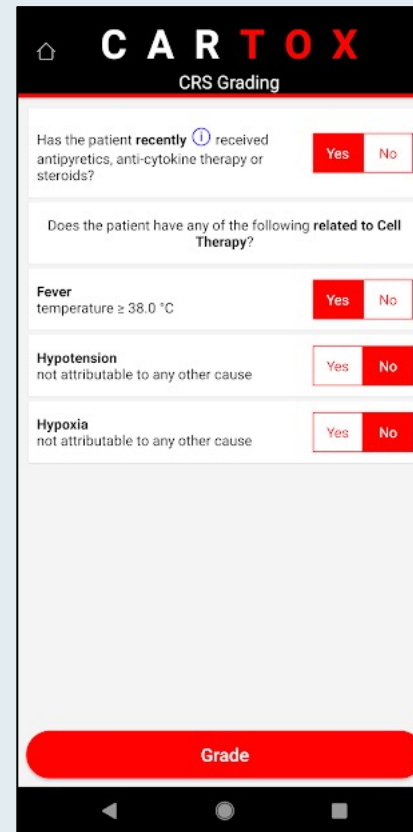 CARTOX
CRS Grading
Has the patient recently ⓘ received
antipyretics, anti-cytokine therapy or
steroids?
Yes No
Does the patient have any of the following related to Cell
Therapy?
Fever
temperature ≥ 38.0 °C
Yes No
Hypotension
not attributable to any other cause
Yes No
Hypoxia
not attributable to any other cause
Yes No
Grade